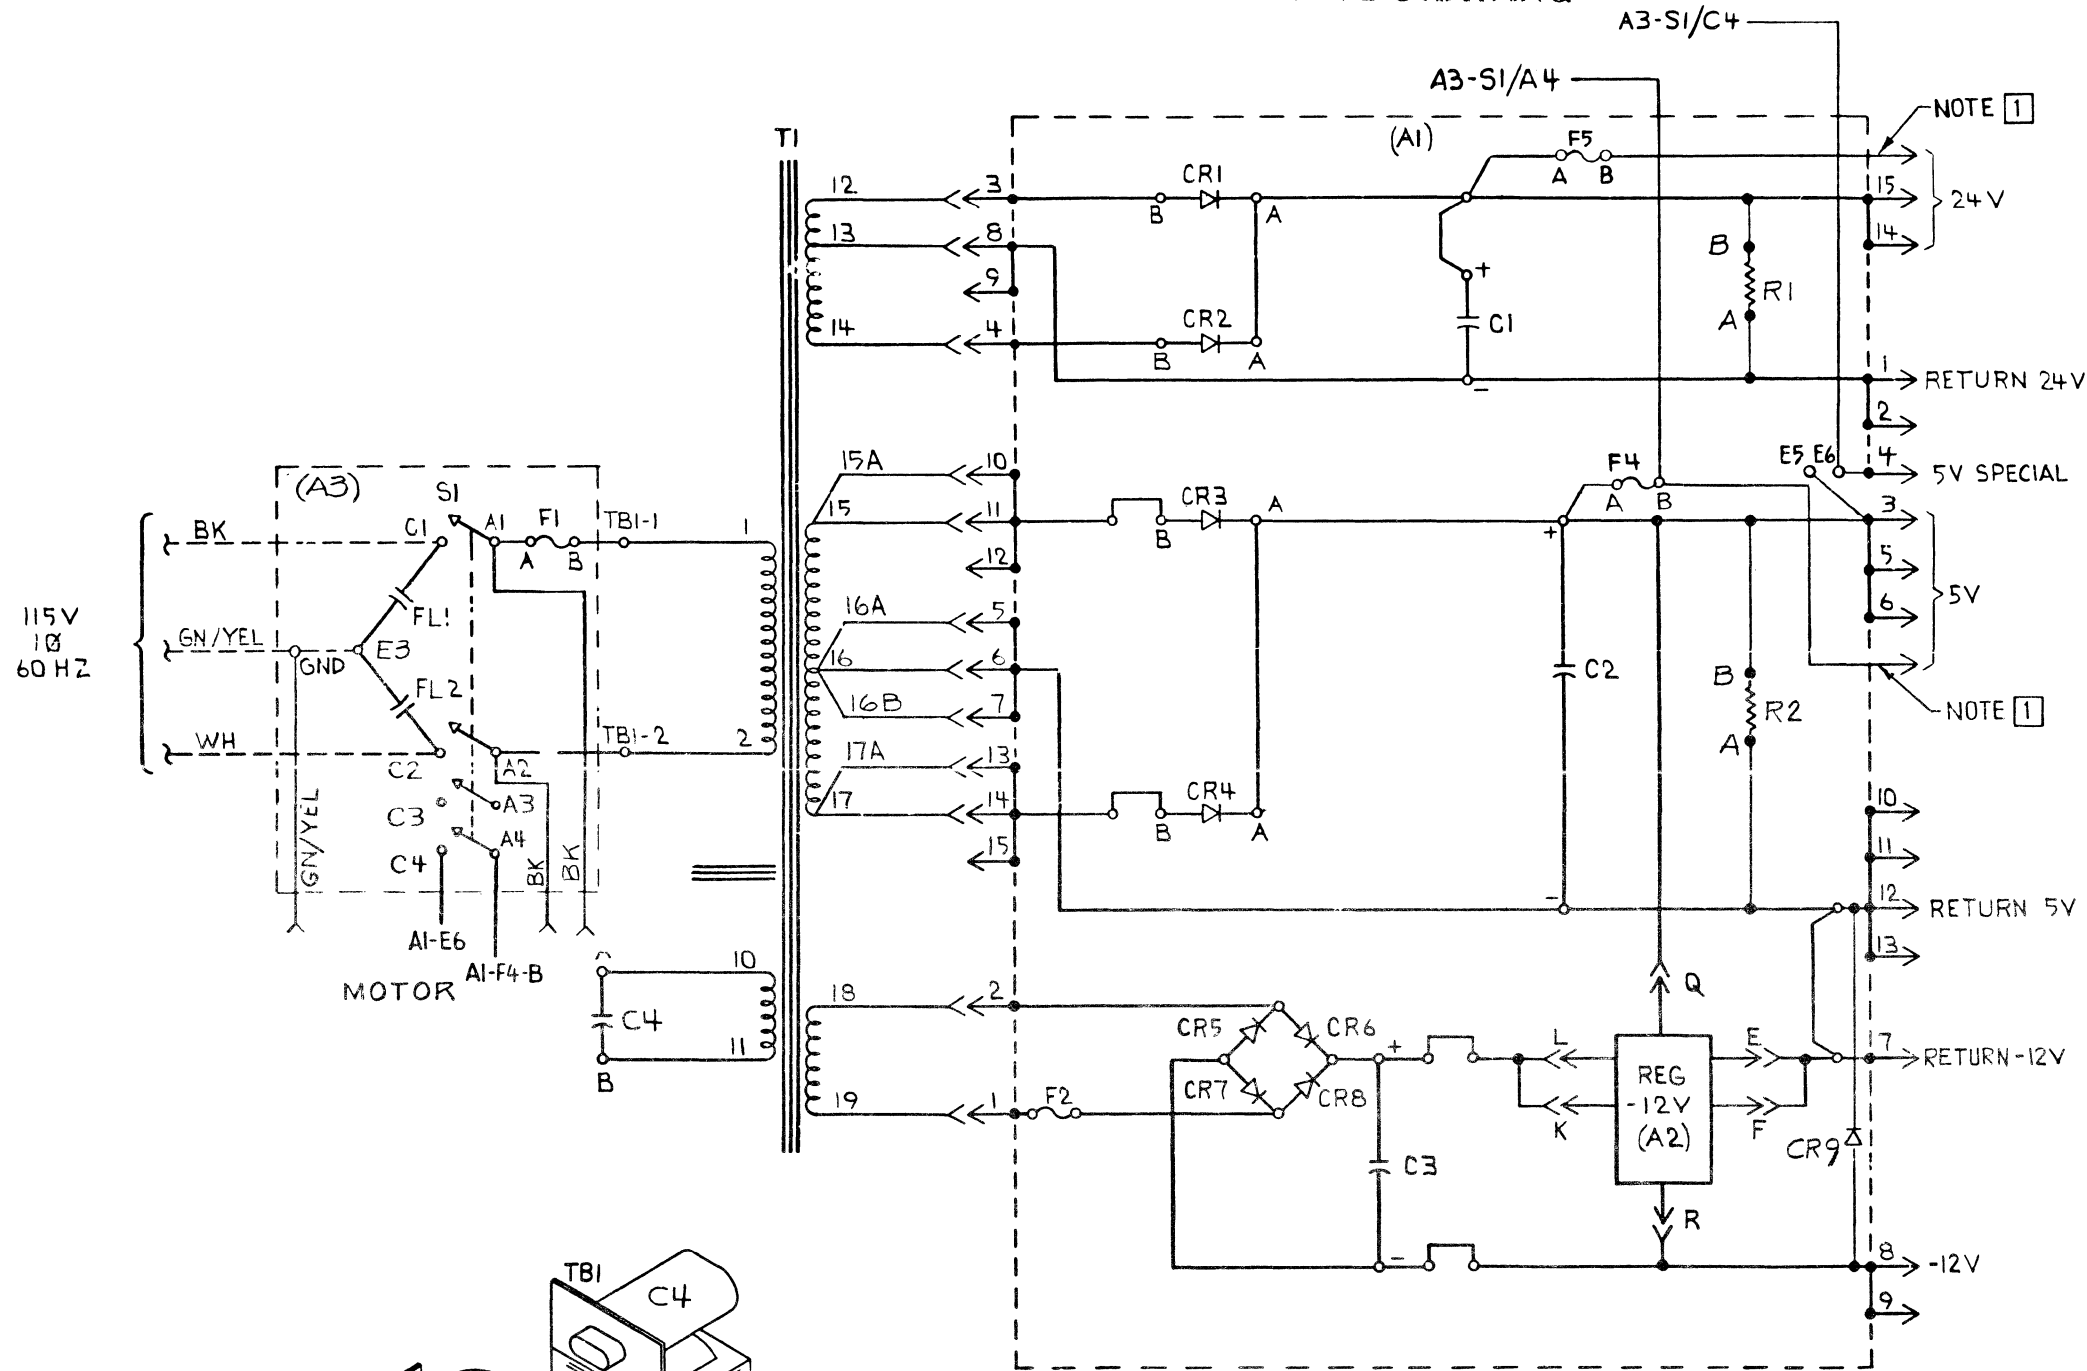 A3-S1/C4
A3-S1/A4
NOTE 1
T1
(A1)
F5
A B
24V
12
3
CR1
B
A
15
13
8
14
9
B
R1
A
14
4
CR2
B
A
+
C1
-
1
RETURN 24V
2
15A
10
F4
A B
E5 E6
4
5V SPECIAL
(A3)
S1
C1
A1
F1
A B
TB1-1
1
15
11
CR3
B
A
+
3
12
5
6
5V
BK
115V
1Ø
60 HZ
GN/YEL
GND
E3
FL1
FL2
16A
5
16
6
16B
7
C2
B
R2
A
NOTE 1
WH
C2
A2
TB1-2
2
17A
13
17
14
CR4
B
A
15
C3
A3
C4
A4
GN/YEL
BK
BK
10
11
-
12
RETURN 5V
13
A1-E6
A1-F4-B
MOTOR
10
C4
11
B
18
2
CR5
CR6
CR7
CR8
+
L
K
Q
REG
-12V
(A2)
E
F
7
RETURN-12V
19
1
F2
C3
CR9
R
-
8
-12V
9
TB1
C4